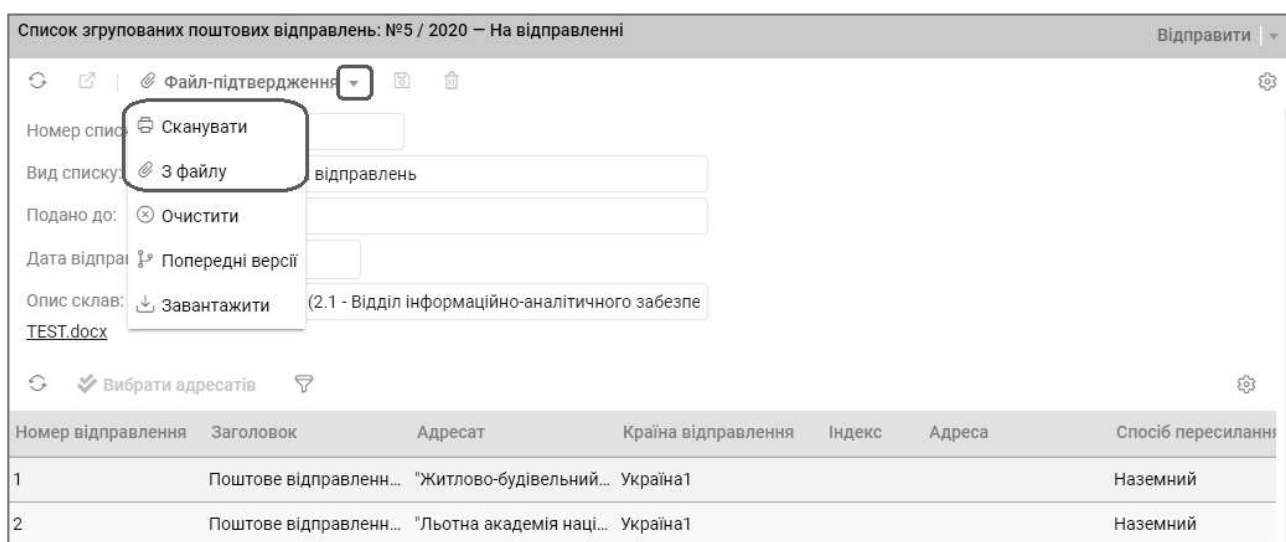 Список згрупованих поштових відправлень: №5 / 2020 — На відправленні
Відправити
Файл-підтвердження
Номер
Сканувати
Вид списку:
З файлу
відправлень
Подано до:
Очистити
Дата
Попередні версії
Опис склав:
Завантажити
(2.1 - Відділ інформаційно-аналітичного
TEST.docx
Вибрати адресатів
Номер відправлення Заголовок Адресат Країна відправлення Індекс Адреса Спосіб пересилання
1 Поштове відправленн... "Житлово-будівельний... Україна1 Наземний
2 Поштове відправленн... "Льотна академія наці... Україна1 Наземний